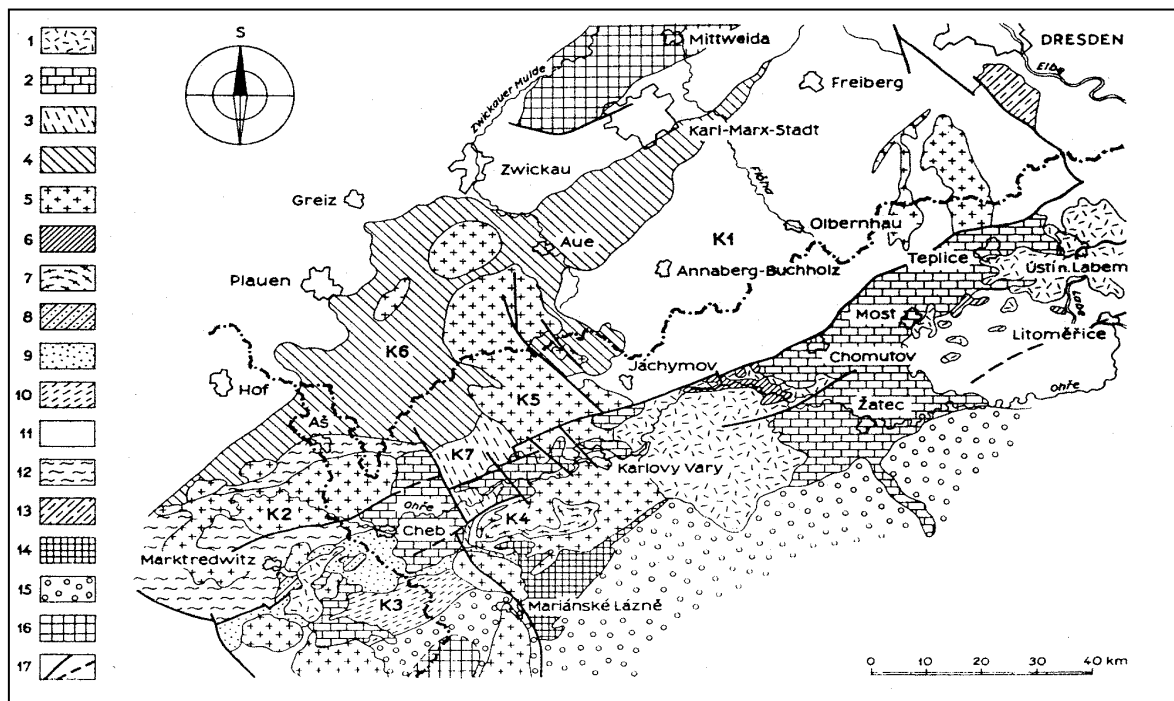 1
2
3
4
5
6
7
8
9
10
11
12
13
14
15
16
17
S
Mittweida
DRESDEN
Elbe
Freiberg
Zwickauer Mulde
Karl-Marx-Stadt
Zwickau
Flöha
Greiz
Olbernhau
Aue
K1
Teplice
Ústí n. Labem
Annaberg-Buchholz
Plauen
Labe
Most
Litoměřice
K6
Jáchymov
Chomutov
Hof
Ohře
K5
Žatec
Aš
K7
Karlovy Vary
Ohře
K2
K4
Cheb
Marktredwitz
K3
Mariánské Lázně
0 10 20 30 40 km